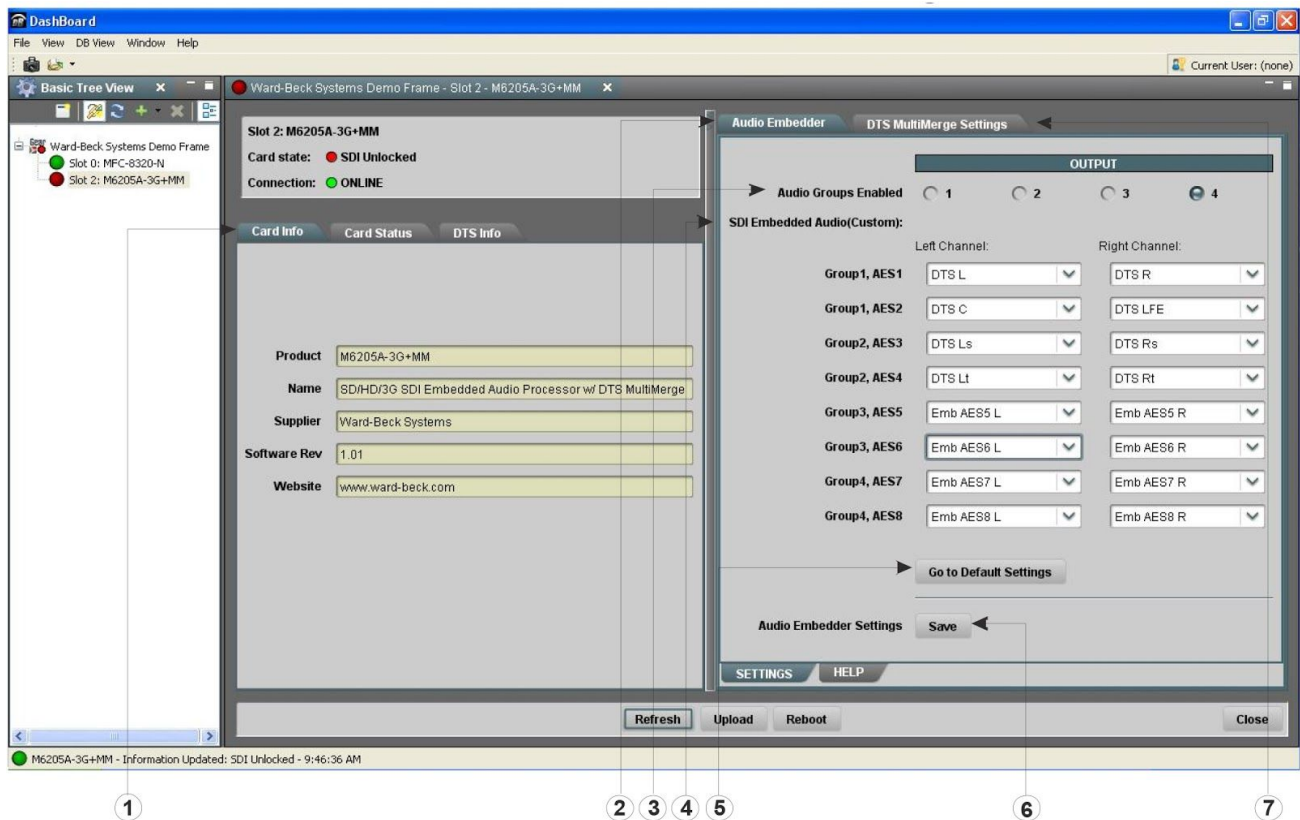 DashBoard
File View DB View Window Help
Current User: (none)
Basic Tree View
Ward-Beck Systems Demo Frame
Slot 0: MFC-8320-N
Slot 2: M6205A-3G+MM
Ward-Beck Systems Demo Frame - Slot 2 - M6205A-3G+MM
Slot 2: M6205A-3G+MM
Card state: SDI Unlocked
Connection: ONLINE
Card Info Card Status DTS Info
Product M6205A-3G+MM
Name SD/HD/3G SDI Embedded Audio Processor w/ DTS MultiMerge
Supplier Ward-Beck Systems
Software Rev 1.01
Website www.ward-beck.com
Audio Embedder DTS MultiMerge Settings
OUTPUT
Audio Groups Enabled 1 2 3 4
SDI Embedded Audio(Custom):
Left Channel: Right Channel:
Group1, AES1 DTS L DTS R
Group1, AES2 DTS C DTS LFE
Group2, AES3 DTS Ls DTS Rs
Group2, AES4 DTS Lt DTS Rt
Group3, AES5 Emb AES5 L Emb AES5 R
Group3, AES6 Emb AES6 L Emb AES6 R
Group4, AES7 Emb AES7 L Emb AES7 R
Group4, AES8 Emb AES8 L Emb AES8 R
Go to Default Settings
Audio Embedder Settings Save
SETTINGS HELP
Refresh Upload Reboot Close
M6205A-3G+MM - Information Updated: SDI Unlocked - 9:46:36 AM
1 2 3 4 5 6 7